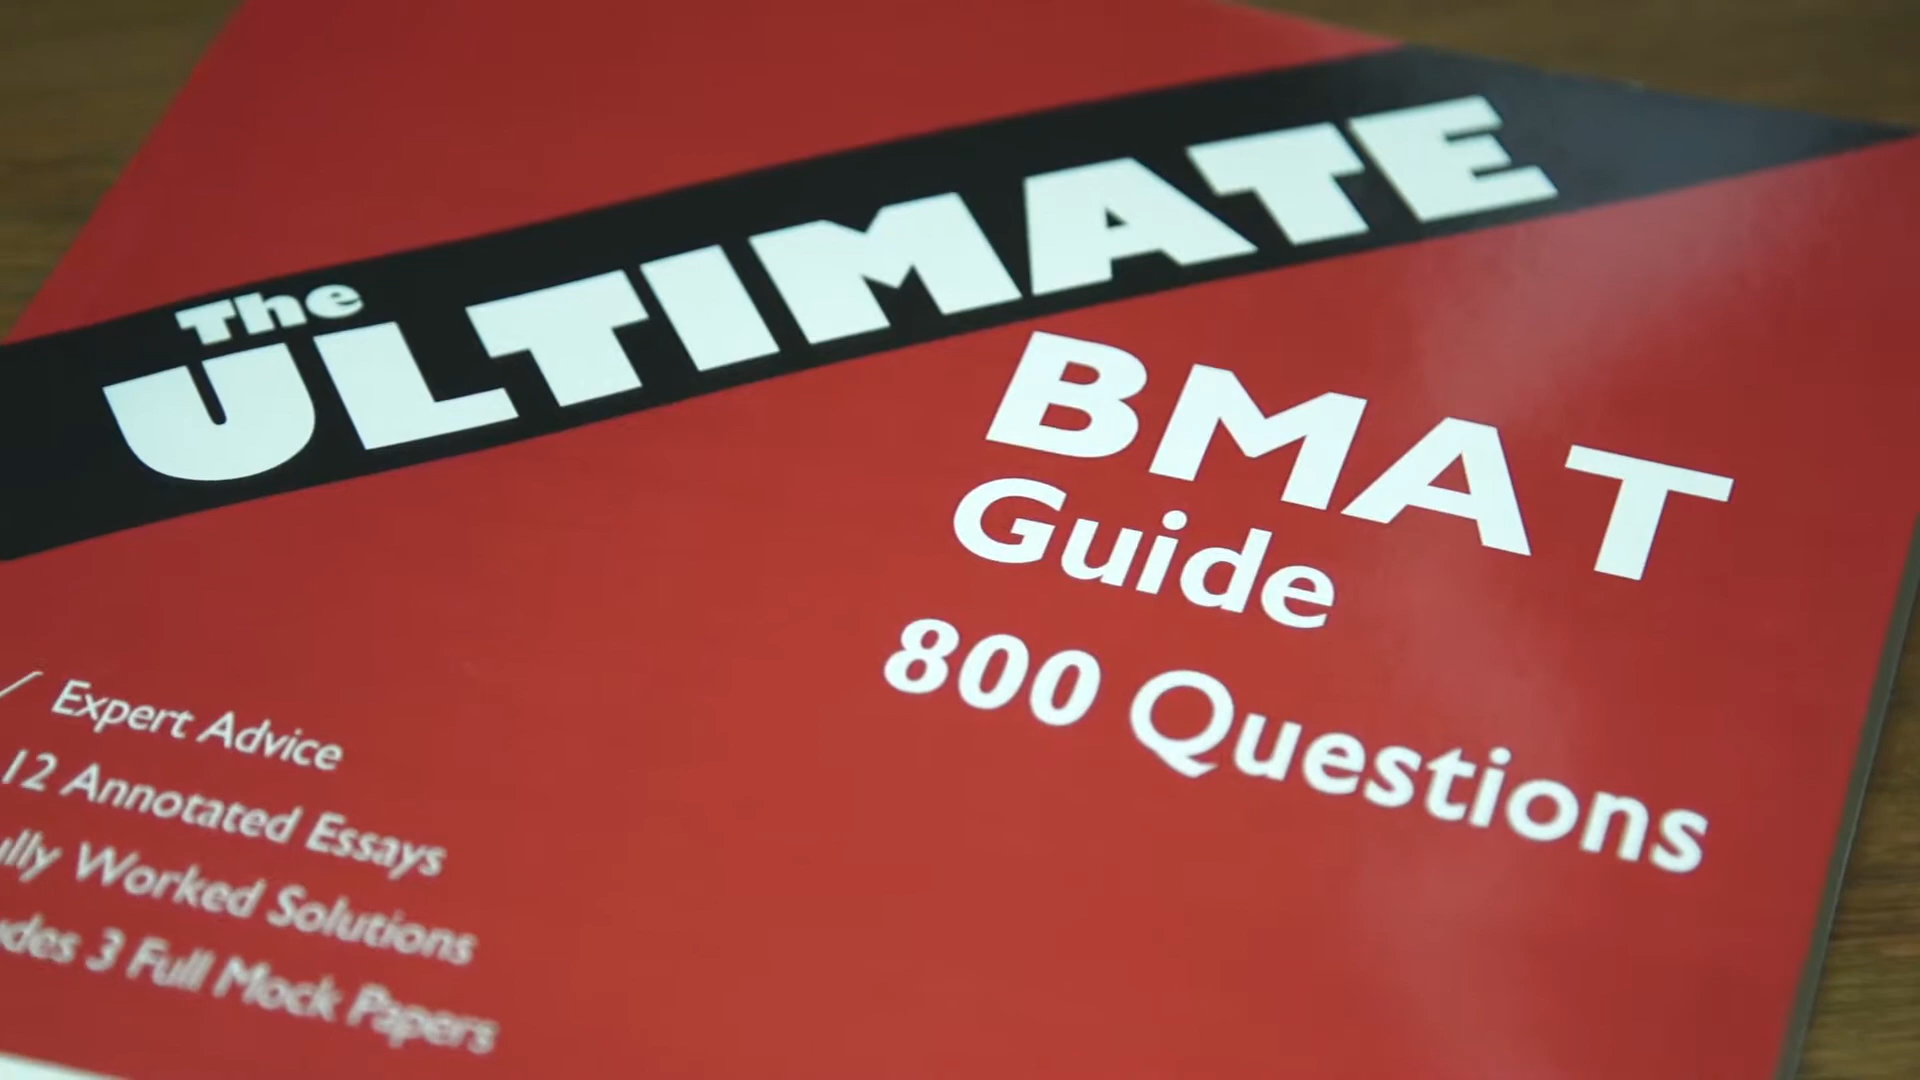 The
ULTIMATE
BMAT
Guide
800 Questions
Expert Advice
12 Annotated Essays
Worked Solutions
3 Full Mock Papers